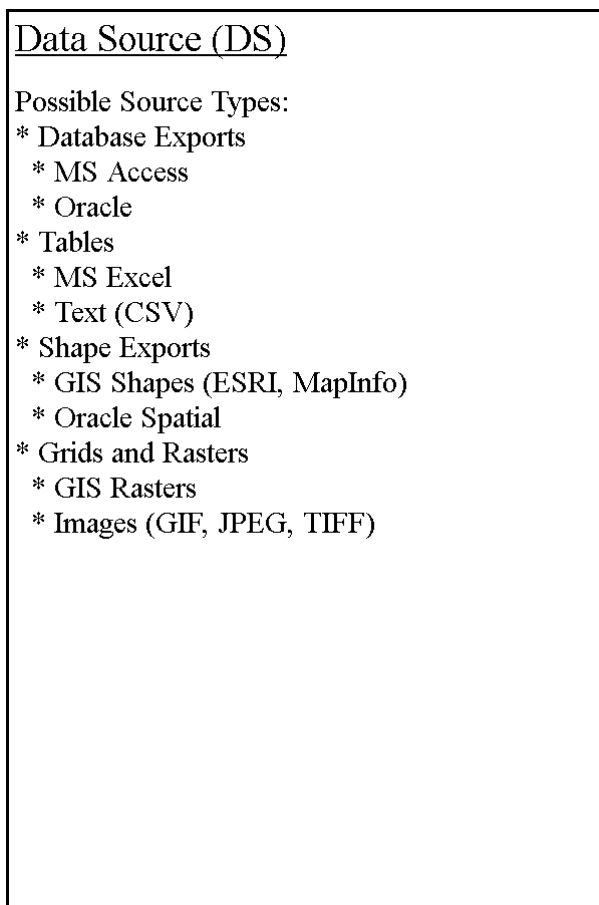 Data Source (DS)
Possible Source Types:
* Database Exports
* MS Access
* Oracle
* Tables
* MS Excel
* Text (CSV)
* Shape Exports
* GIS Shapes (ESRI, MapInfo)
* Oracle Spatial
* Grids and Rasters
* GIS Rasters
* Images (GIF, JPEG, TIFF)